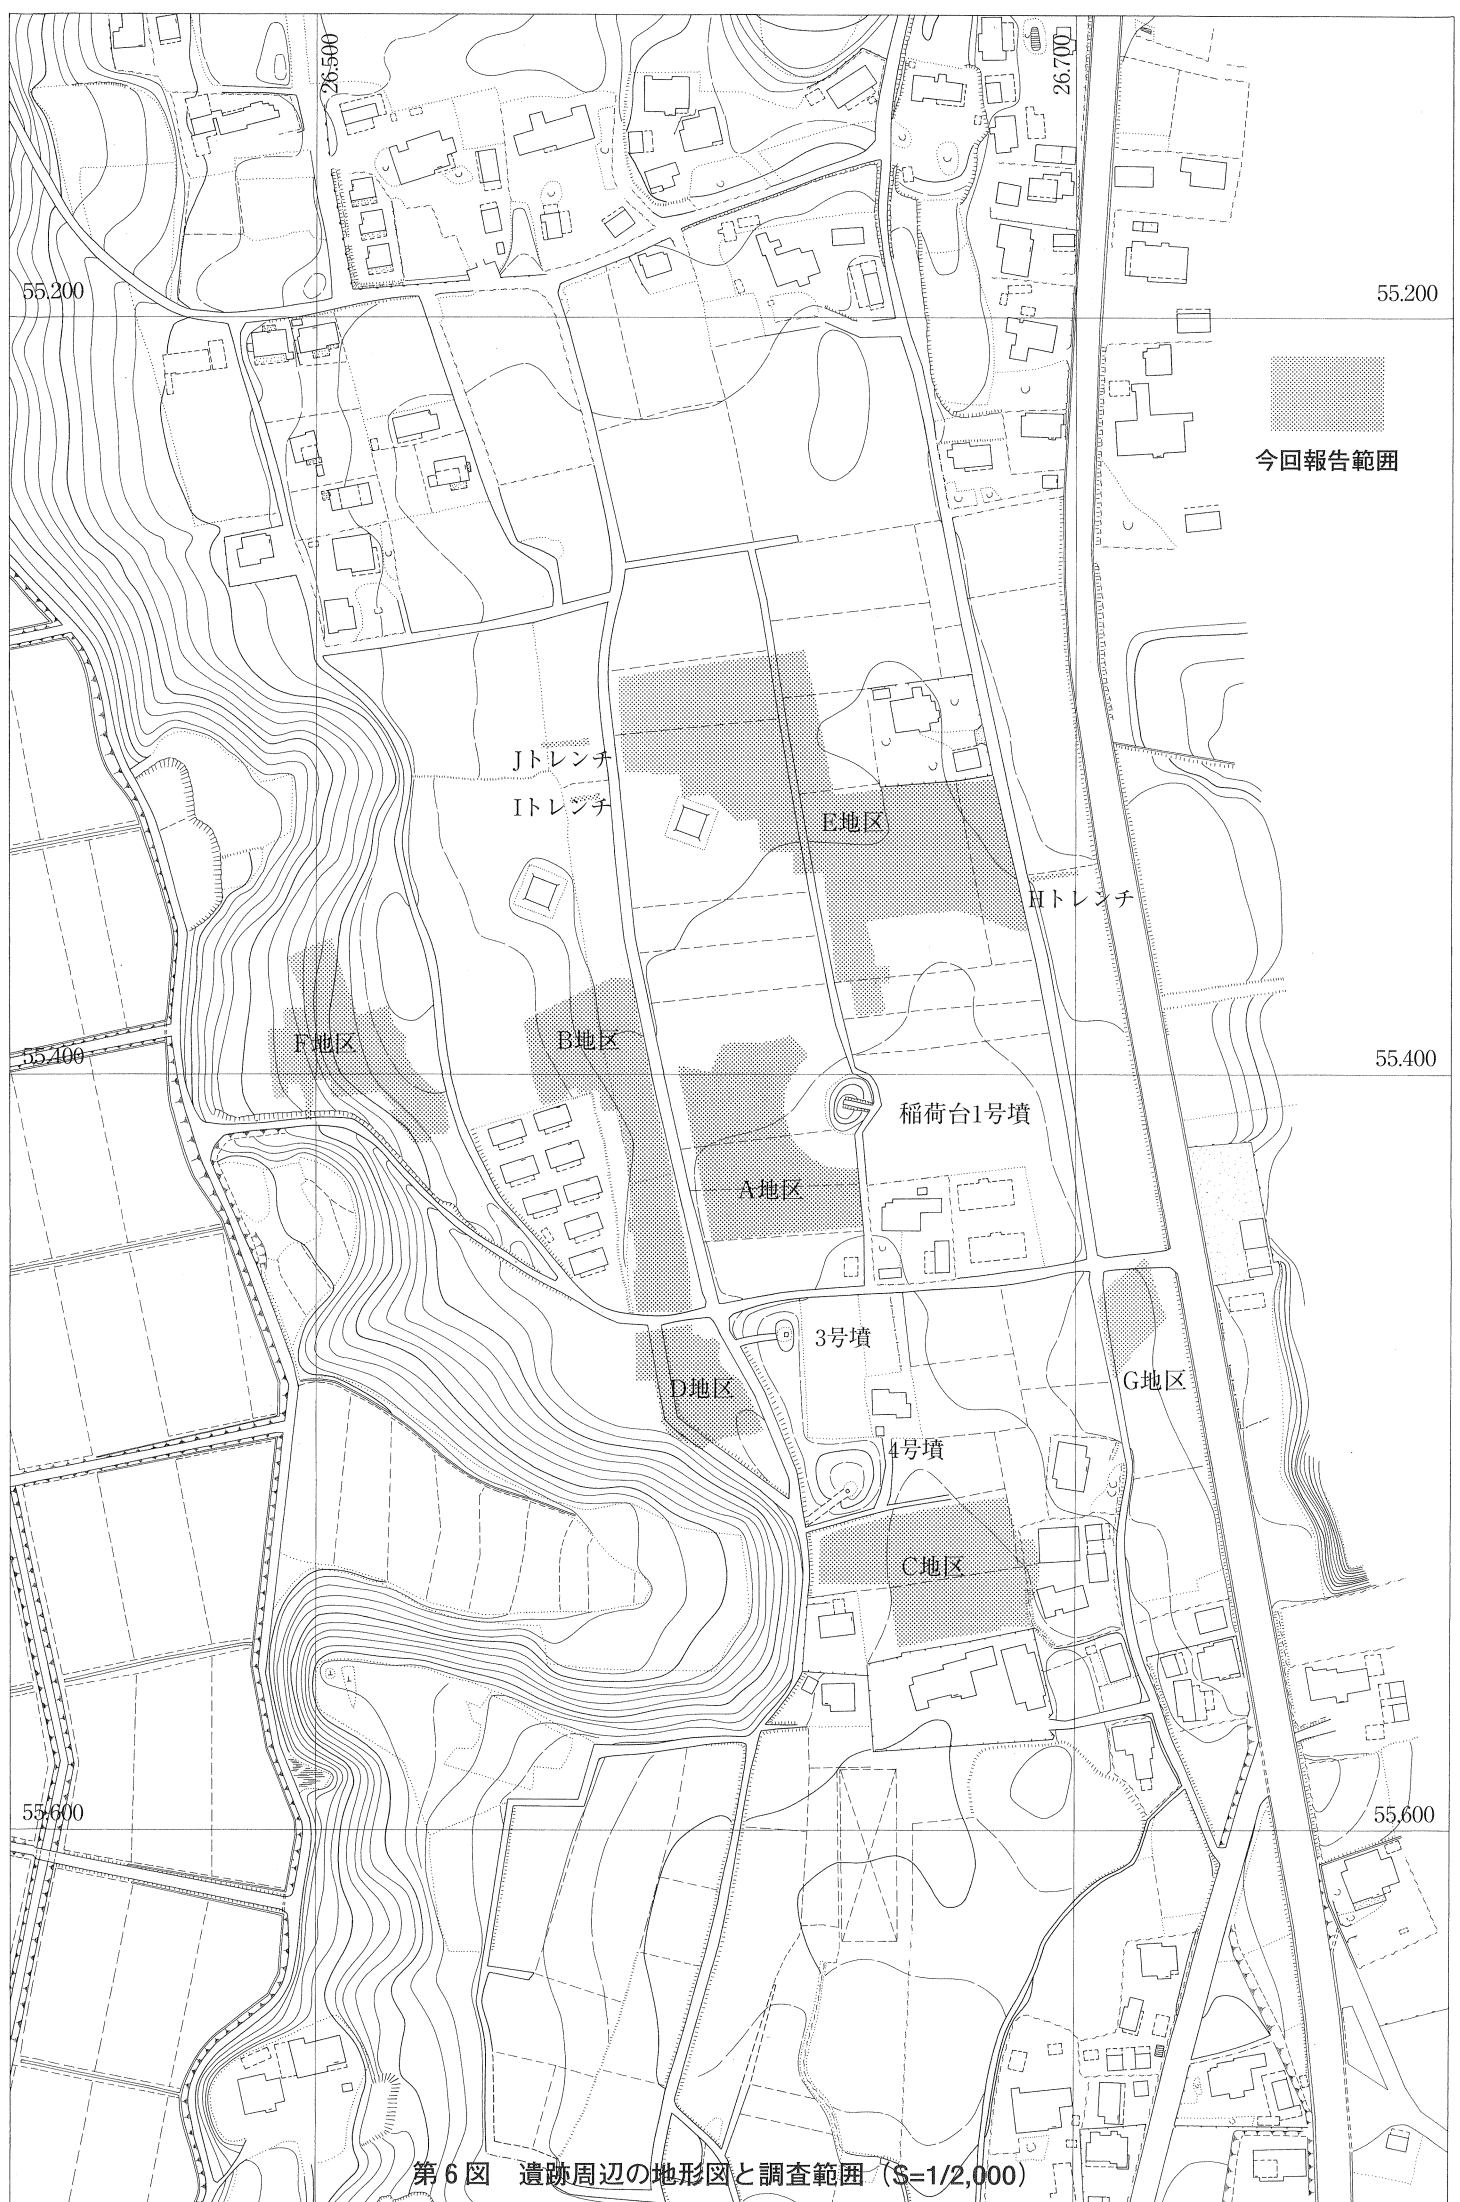 26.500
26.700
55.200
55.200
今回報告範囲
Jトレンチ
Iトレンチ
E地区
Hトレンチ
F地区
B地区
55.400
55.400
稲荷台1号墳
A地区
3号墳
G地区
D地区
4号墳
C地区
55.600
55.600
第6図 遺跡周辺の地形図と調査範囲（S=1/2,000）